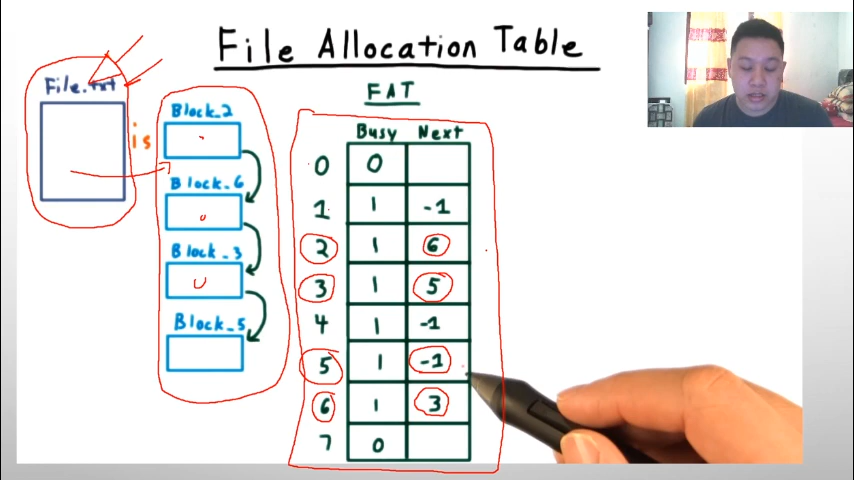 File Allocation Table
File.txt
is
Block_2
Block_6
Block_3
Block_5
FAT
Busy Next
0 0
1 1 -1
2 1 6
3 1 5
4 1 -1
5 1 -1
6 1 3
7 0